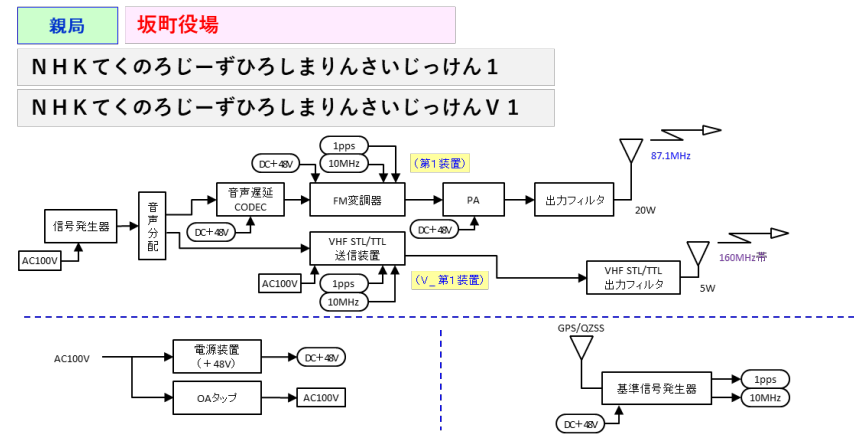 親局
坂町役場
ＮＨＫてくのろじーずひろしまりんさいじっけん１
ＮＨＫてくのろじーずひろしまりんさいじっけんＶ１
1pps
10MHz
DC＋48V
(第1装置)
87.1MHz
信号発生器
AC100V
音声分配
音声遅延
CODEC
DC＋48V
FM変調器
PA
DC＋48V
出力フィルタ
20W
VHF STL/TTL
送信装置
AC100V
1pps
10MHz
(V_第1装置)
VHF STL/TTL
出力フィルタ
5W
160MHz帯
AC100V
電源装置
(＋48V)
DC＋48V
OAタップ
AC100V
GPS/QZSS
基準信号発生器
DC＋48V
1pps
10MHz